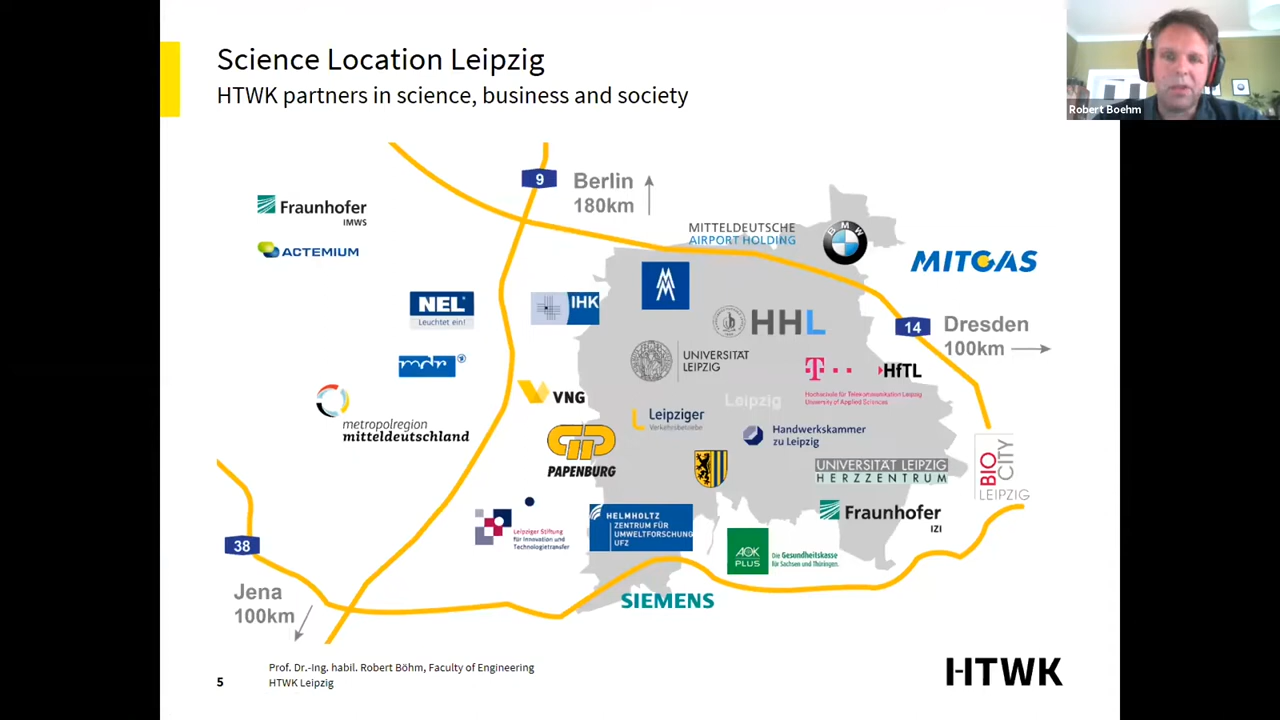 Science Location Leipzig
HTWK partners in science, business and society
Robert Boehm
9
Berlin
180km
Fraunhofer
IMWS
ACTEMIUM
MITTELDEUTSCHE
AIRPORT HOLDING
BMW
MITGAS
NEL
Leuchtet ein!
IHK
HHL
14
Dresden
100km
mdr
UNIVERSITÄT
LEIPZIG
T
HfTL
Hochschule für Telekommunikation Leipzig
University of Applied Sciences
VNG
Leipzig
metropolregion
mitteldeutschland
Leipziger
Verkehrsbetriebe
Handwerkskammer
zu Leipzig
GP
PAPENBURG
UNIVERSITÄT LEIPZIG
HERZZENTRUM
BIO
CITY
LEIPZIG
Leipziger Stiftung
für Innovation und
Technologietransfer
HELMHOLTZ
ZENTRUM FÜR
UMWELTFORSCHUNG
UFZ
Fraunhofer
IZI
38
AOK
PLUS
Die Gesundheitskasse
für Sachsen und Thüringen.
Jena
100km
SIEMENS
Prof. Dr.-Ing. habil. Robert Böhm, Faculty of Engineering
5
HTWK Leipzig
HTWK